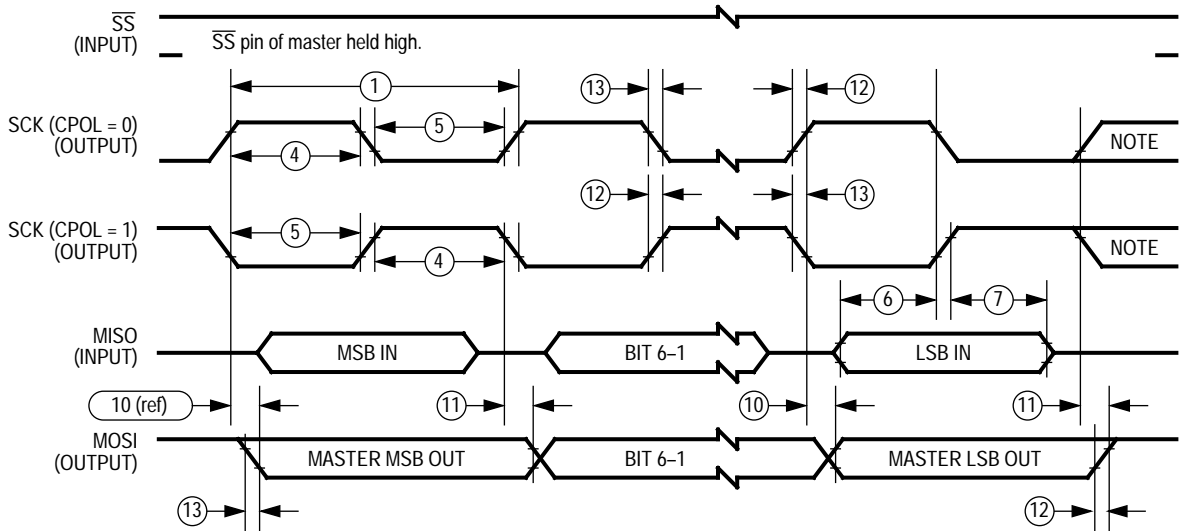 SS
(INPUT)
SS pin of master held high.
1
13
12
SCK (CPOL = 0)
(OUTPUT)
5
4
NOTE
12
13
SCK (CPOL = 1)
(OUTPUT)
5
4
NOTE
6
7
MISO
(INPUT)
MSB IN
BIT 6–1
LSB IN
10 (ref)
11
10
11
MOSI
(OUTPUT)
MASTER MSB OUT
BIT 6–1
MASTER LSB OUT
13
12